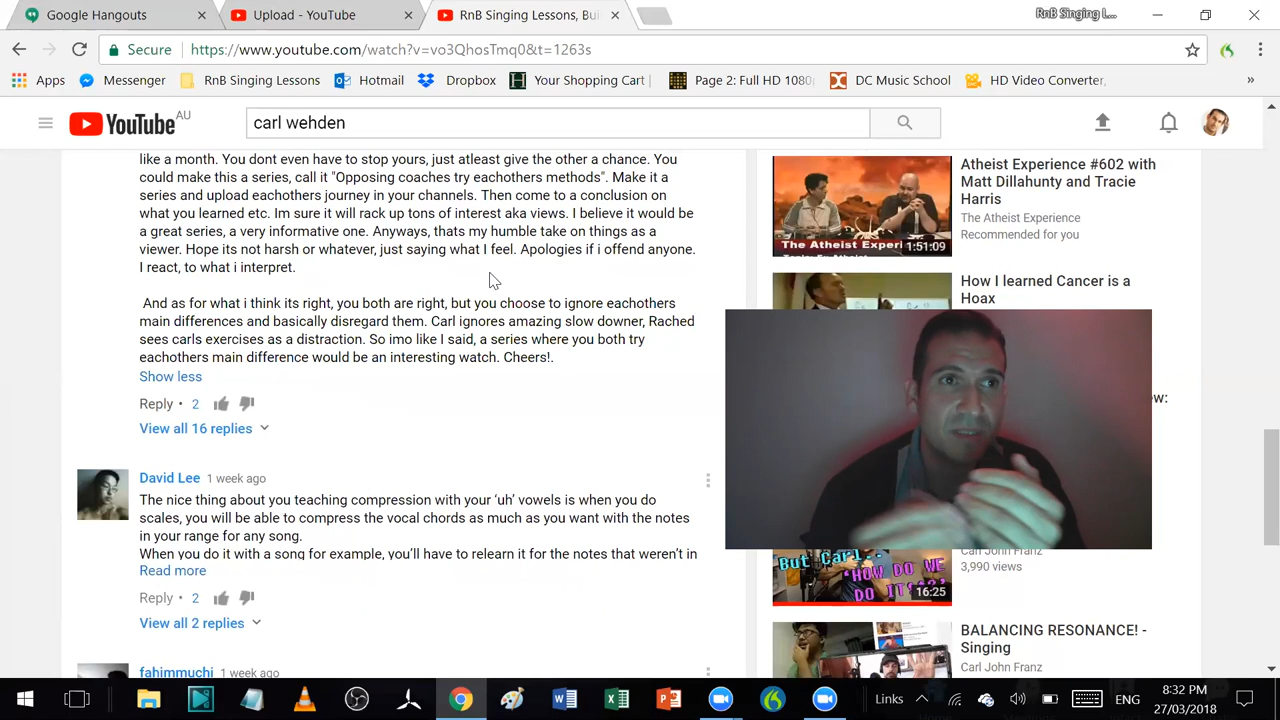 Google Hangouts
Upload - YouTube
RnB Singing Lessons, Bui
RnB Singing L...
Secure
https://www.youtube.com/watch?v=vo3QhosTmq0&t=1263s
Apps
Messenger
RnB Singing Lessons
Hotmail
Dropbox
Your Shopping Cart |
Page 2: Full HD 1080p
DC Music School
HD Video Converter,
»
YouTube AU
carl wehden
like a month. You dont even have to stop yours, just atleast give the other a chance. You
could make this a series, call it "Opposing coaches try eachothers methods". Make it a
series and upload eachothers journey in your channels. Then come to a conclusion on
what you learned etc. Im sure it will rack up tons of interest aka views. I believe it would be
a great series, a very informative one. Anyways, thats my humble take on things as a
viewer. Hope its not harsh or whatever, just saying what I feel. Apologies if i offend anyone.
I react, to what i interpret.
And as for what i think its right, you both are right, but you choose to ignore eachothers
main differences and basically disregard them. Carl ignores amazing slow downer, Rached
sees carls exercises as a distraction. So imo like I said, a series where you both try
eachothers main difference would be an interesting watch. Cheers!.
Show less
Reply • 2
View all 16 replies
David Lee 1 week ago
The nice thing about you teaching compression with your ‘uh’ vowels is when you do
scales, you will be able to compress the vocal chords as much as you want with the notes
in your range for any song.
When you do it with a song for example, you’ll have to relearn it for the notes that weren’t in
Read more
Reply • 2
View all 2 replies
fahimmuchi 1 week ago
The Atheist Experi
1:51:09
Atheist Experience #602 with
Matt Dillahunty and Tracie
Harris
The Atheist Experience
Recommended for you
How I learned Cancer is a
Hoax
ew:
But Carl..
'HOW DO WE
DO IT
16:25
Carl John Franz
3,990 views
BALANCING RESONANCE! -
Singing
Carl John Franz
Links
ENG
8:32 PM
27/03/2018